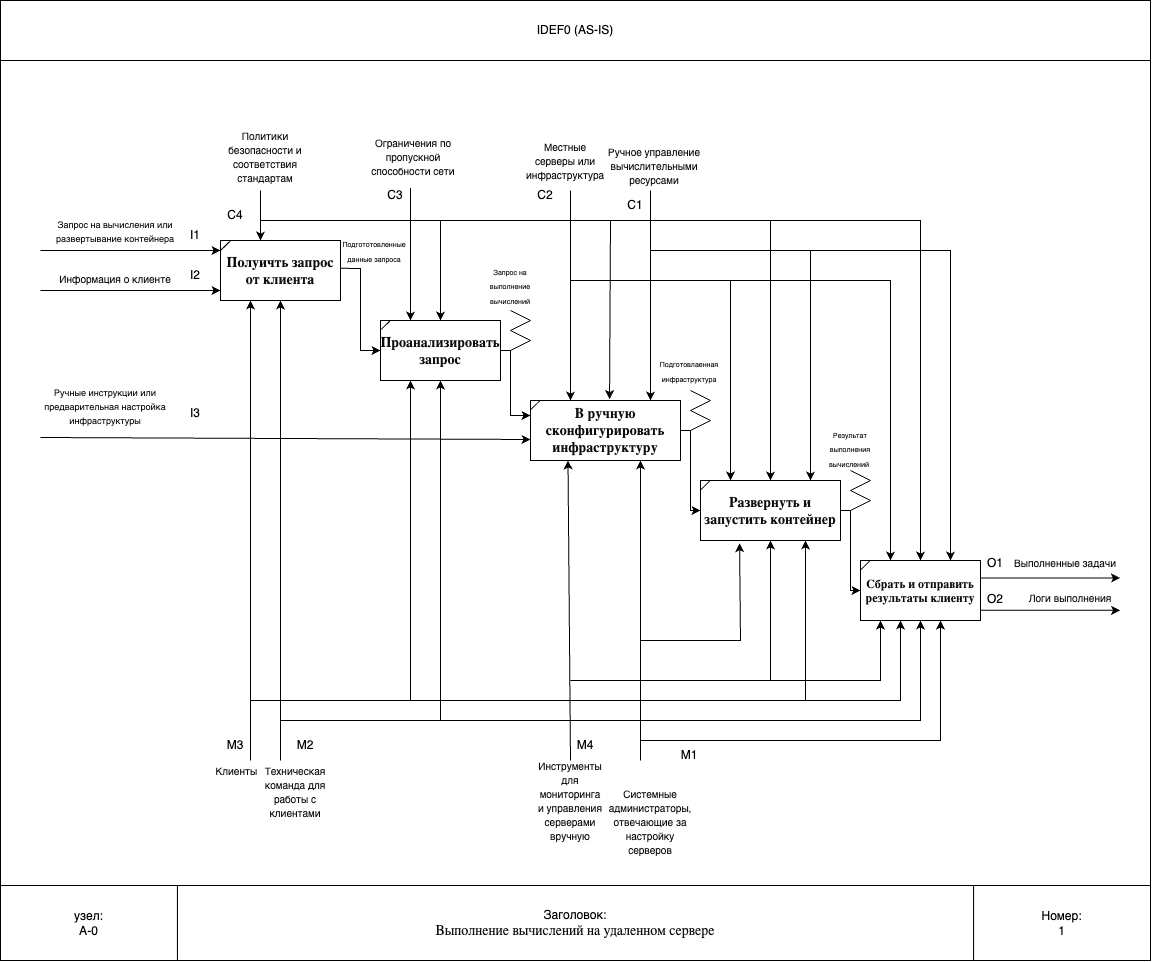 IDEF0 (AS-IS)
Политики
безопасности и
соответствия
стандартам
C4
Ограничения по
пропускной
способности сети
C3
Местные
серверы или
инфраструктура
C2
Ручное управление
вычислительными
ресурсами
C1
Запрос на вычисления или
развертывание контейнера
I1
Информация о клиенте
I2
Ручные инструкции или
предварительная настройка
инфраструктуры
I3
Полуичть запрос
от клиента
Подгототовленные
данные запроса
Проанализировать
запрос
Запрос на
выполнение
вычислений
В ручную
сконфигурировать
инфраструктуру
Подготовлаенная
инфраструктура
Развернуть и
запустить контейнер
Результат
выполнения
вычислений
Сбрать и отправить
результаты клиенту
O1
Выполненные задачи
O2
Логи выполнения
M3
Клиенты
M2
Техническая
команда для
работы с
клиентами
M4
Инструменты
для
мониторинга
и управления
серверами
вручную
M1
Системные
администраторы,
отвечающие за
настройку
серверов
узел:
A-0
Заголовок:
Выполнение вычислений на удаленном сервере
Номер:
1